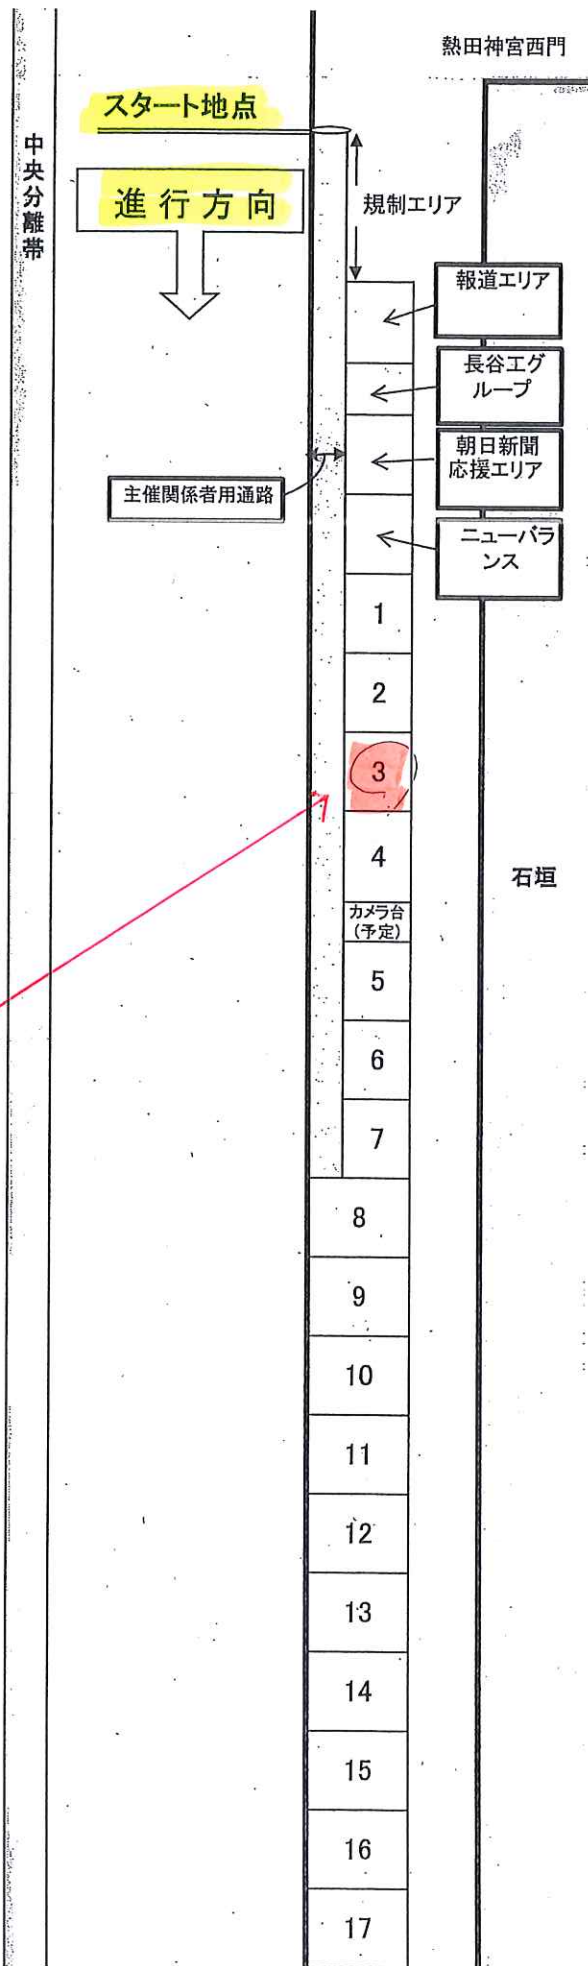 熱田神宮西門
スタート地点
中央分離帯
進行方向
規制エリア
報道エリア
長谷工グ
ループ
朝日新聞
応援エリア
主催関係者用通路
ニューバラ
ンス
1
2
3
4
石垣
カメラ台
(予定)
5
6
7
8
9
10
11
12
13
14
15
16
17